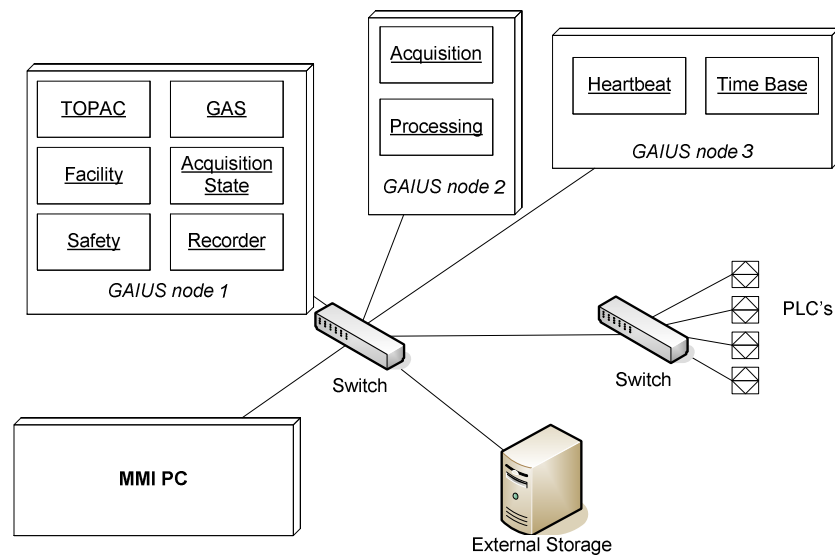 TOPAC
GAS
Facility
Acquisition
State
Safety
Recorder
GAIUS node 1
Acquisition
Processing
GAIUS node 2
Heartbeat
Time Base
GAIUS node 3
Switch
Switch
PLC's
MMI PC
External Storage